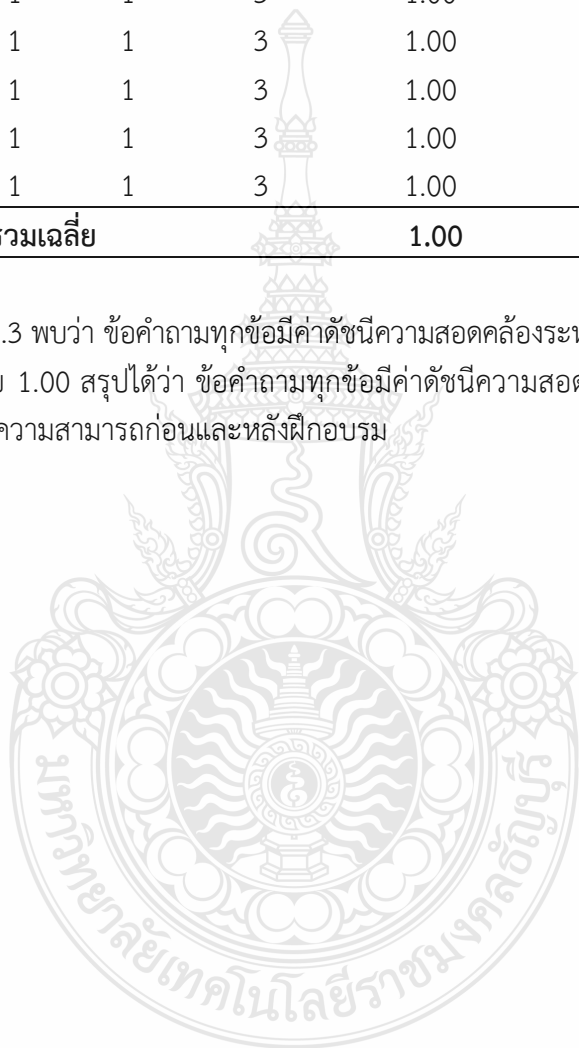 1 1 3 1.00
1 1 3 1.00
1 1 3 1.00
1 1 3 1.00
รวมเฉลี่ย 1.00
.3 พบว่า ข้อคำถามทุกข้อมีค่าดัชนีความสอดคล้องระห
1.00 สรุปได้ว่า ข้อคำถามทุกข้อมีค่าดัชนีความสอด
ความสามารถก่อนและหลังฝึกอบรม
มหาวิทยาลัยเทคโนโลยีราชมงคลธัญบุรี